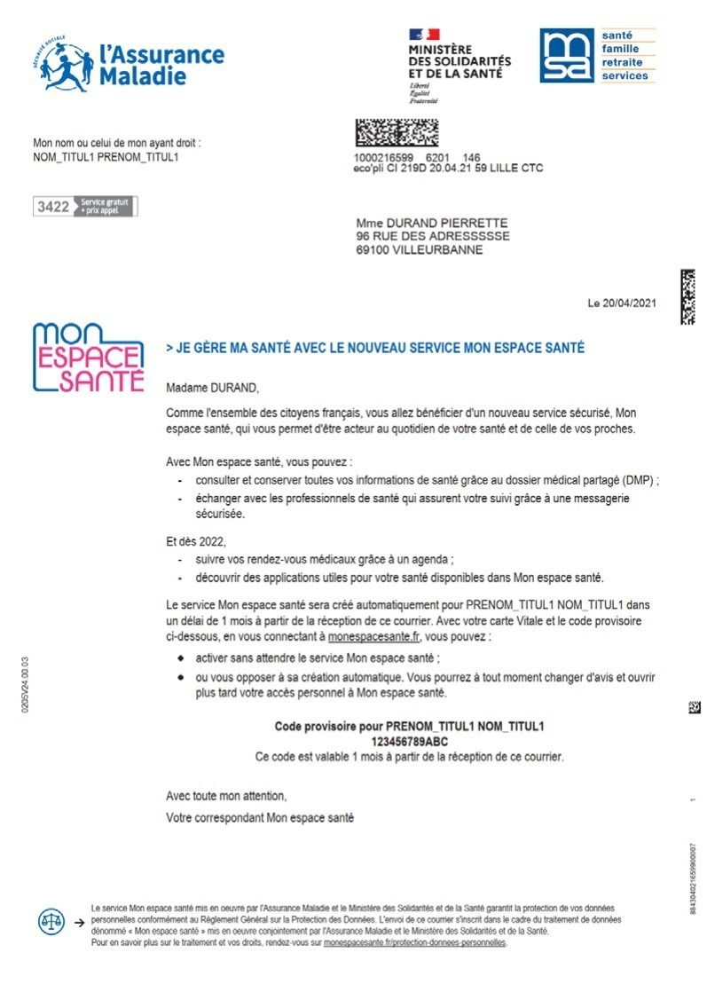 SÉCURITÉ SOCIALE
l'Assurance
Maladie
MINISTÈRE
DES SOLIDARITÉS
ET DE LA SANTÉ
Liberté
Égalité
Fraternité
msa
santé
famille
retraite
services
Mon nom ou celui de mon ayant droit :
NOM_TITUL1 PRENOM_TITUL1
1000216599 6201 146
eco'pli CI 219D 20.04.21 59 LILLE CTC
3422 Service gratuit
+ prix appel
Mme DURAND PIERRETTE
96 RUE DES ADRESSSSSE
69100 VILLEURBANNE
Le 20/04/2021
MON
ESPACE
SANTÉ
> JE GÈRE MA SANTÉ AVEC LE NOUVEAU SERVICE MON ESPACE SANTÉ
Madame DURAND,
Comme l'ensemble des citoyens français, vous allez bénéficier d'un nouveau service sécurisé, Mon
espace santé, qui vous permet d'être acteur au quotidien de votre santé et de celle de vos proches.
Avec Mon espace santé, vous pouvez :
- consulter et conserver toutes vos informations de santé grâce au dossier médical partagé (DMP) ;
- échanger avec les professionnels de santé qui assurent votre suivi grâce à une messagerie
sécurisée.
Et dès 2022,
- suivre vos rendez-vous médicaux grâce à un agenda ;
- découvrir des applications utiles pour votre santé disponibles dans Mon espace santé.
Le service Mon espace santé sera créé automatiquement pour PRENOM_TITUL1 NOM_TITUL1 dans
un délai de 1 mois à partir de la réception de ce courrier. Avec votre carte Vitale et le code provisoire
ci-dessous, en vous connectant à monespacesante.fr, vous pouvez :
◆ activer sans attendre le service Mon espace santé ;
● ou vous opposer à sa création automatique. Vous pourrez à tout moment changer d'avis et ouvrir
plus tard votre accès personnel à Mon espace santé.
0205V24.00.03
Code provisoire pour PRENOM_TITUL1 NOM_TITUL1
123456789ABC
Ce code est valable 1 mois à partir de la réception de ce courrier.
Avec toute mon attention,
Votre correspondant Mon espace santé
1
884304021659900007
Le service Mon espace santé mis en oeuvre par l'Assurance Maladie et le Ministère des Solidarités et de la Santé garantit la protection de vos données
personnelles conformément au Règlement Général sur la Protection des Données. L'envoi de ce courrier s'inscrit dans le cadre du traitement de données
dénommé « Mon espace santé » mis en oeuvre conjointement par l'Assurance Maladie et le Ministère des Solidarités et de la Santé.
Pour en savoir plus sur le traitement et vos droits, rendez-vous sur monespacesante.fr/protection-donnees-personnelles.